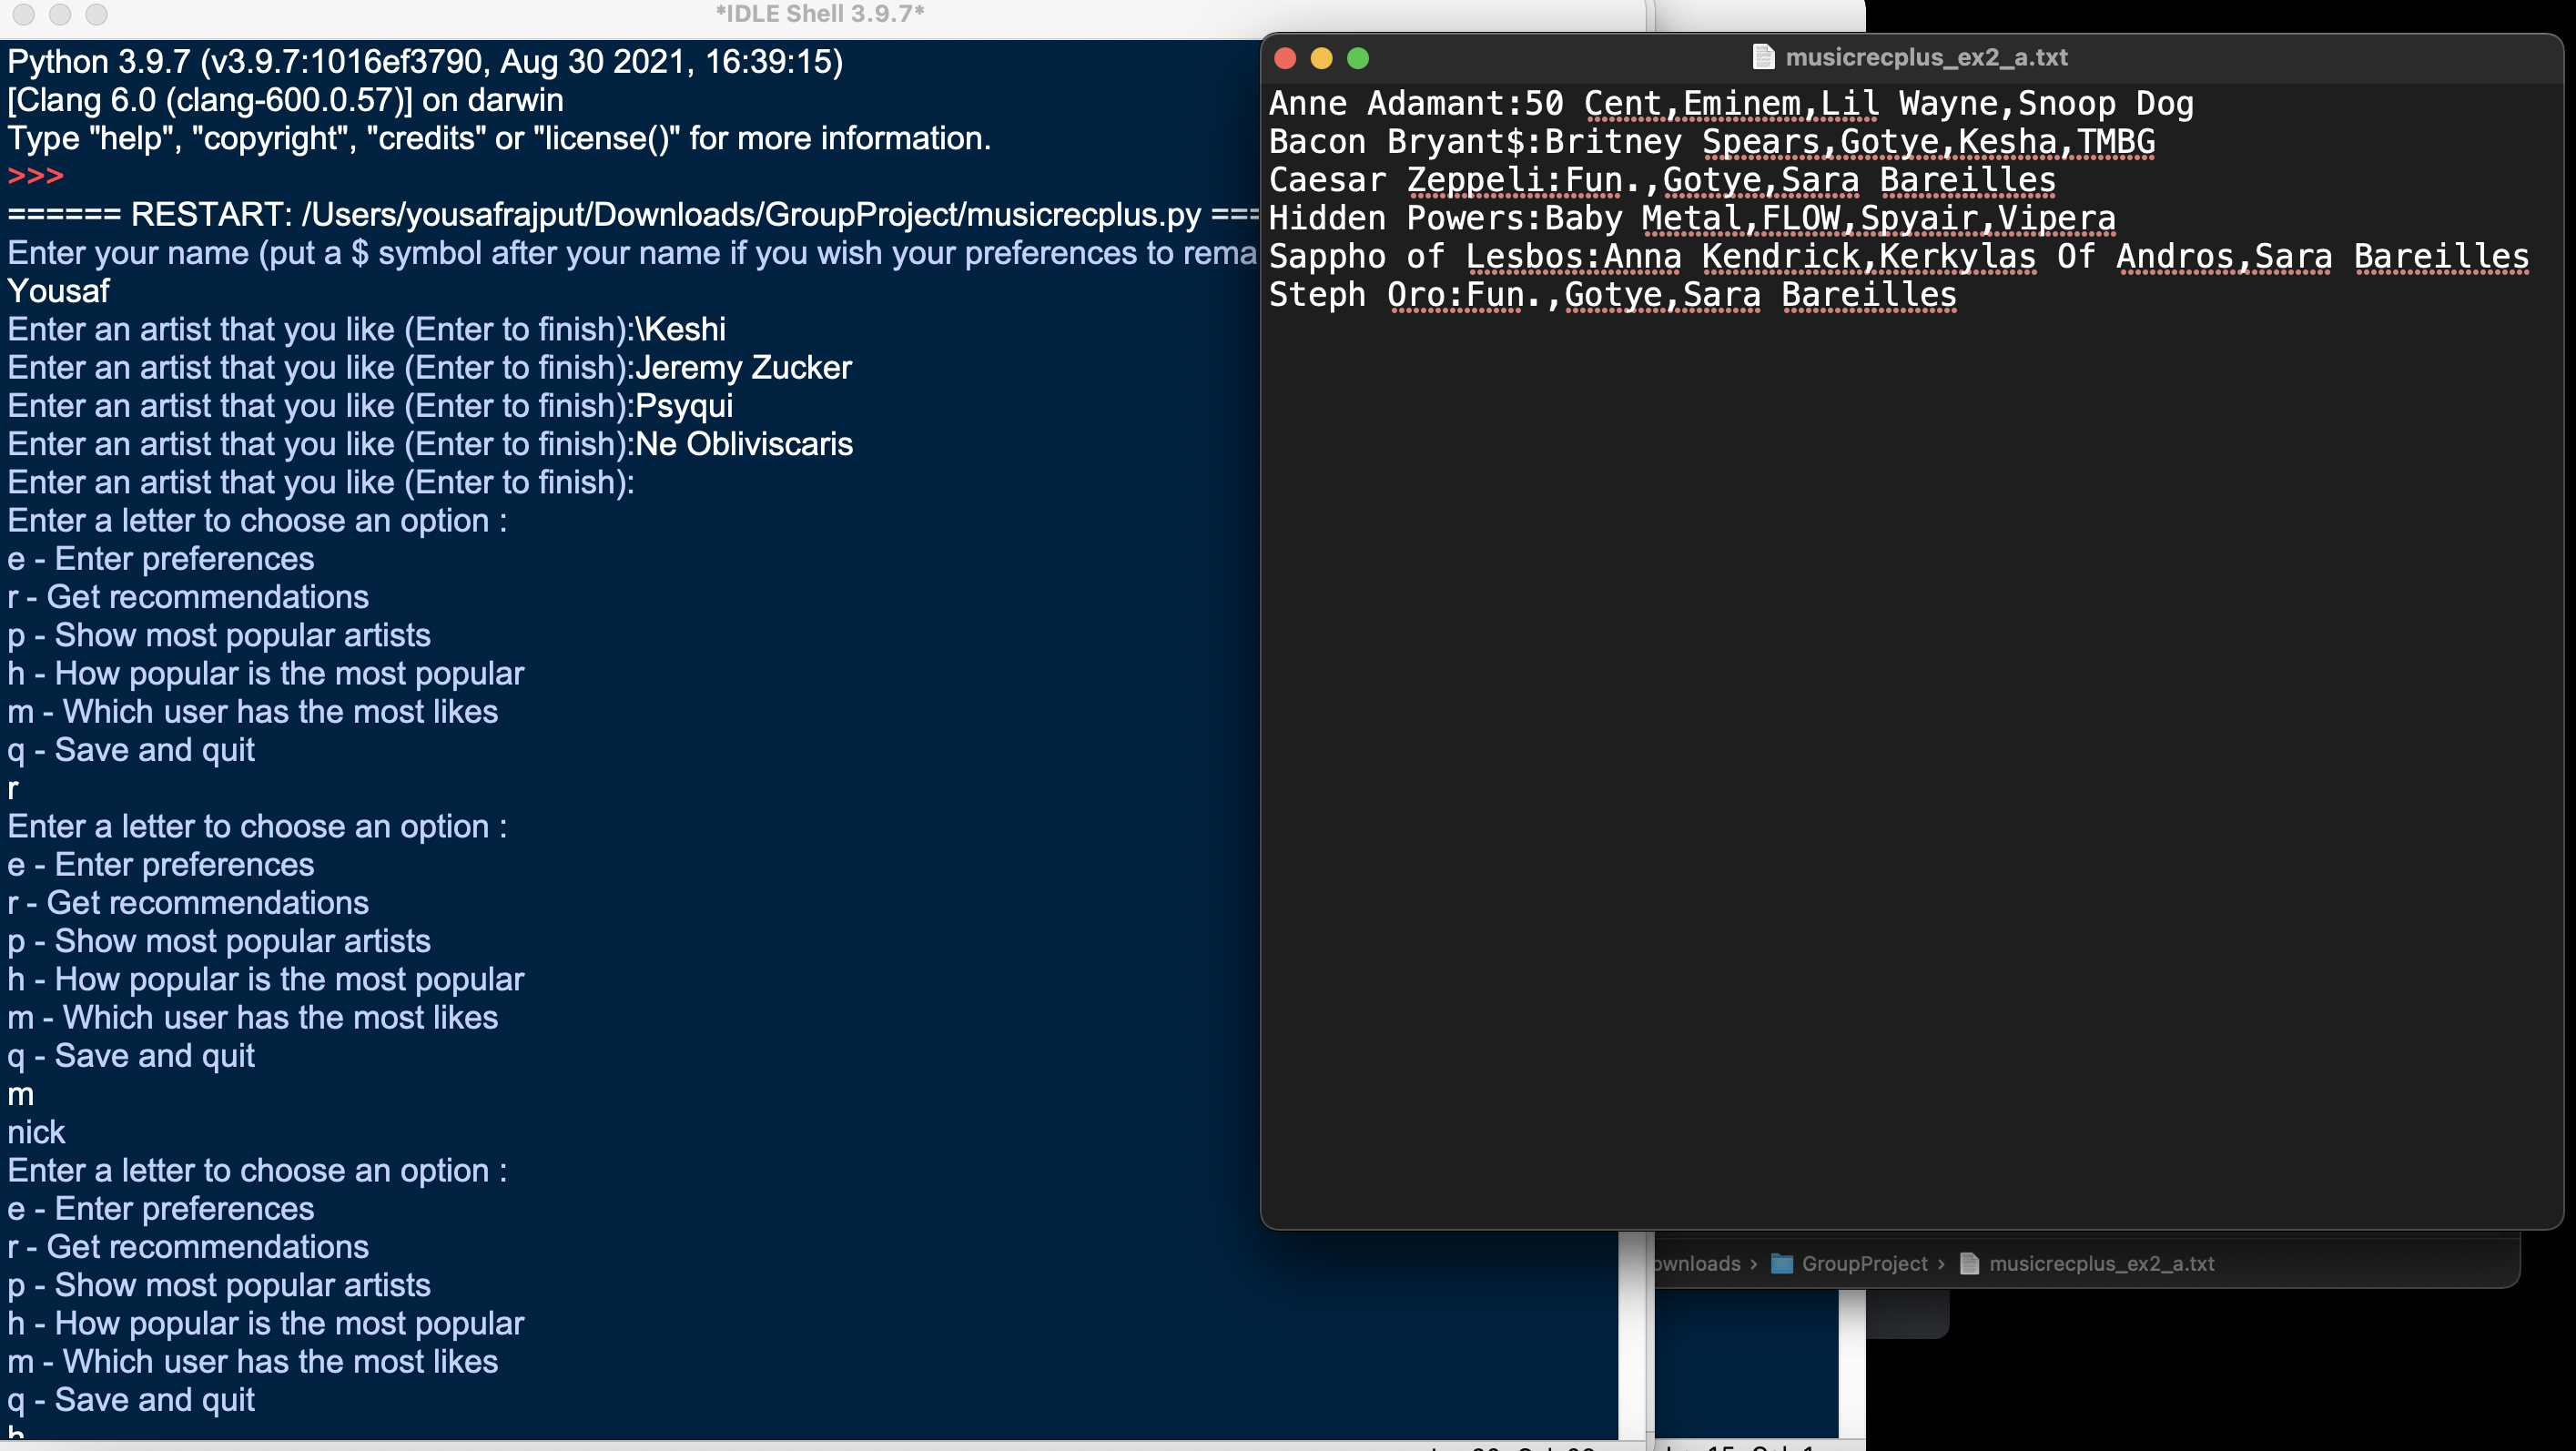 *IDLE Shell 3.9.7*
Python 3.9.7 (v3.9.7:1016ef3790, Aug 30 2021, 16:39:15)
[Clang 6.0 (clang-600.0.57)] on darwin
Type "help", "copyright", "credits" or "license()" for more information.
>>>
====== RESTART: /Users/yousafrajput/Downloads/GroupProject/musicrecplus.py ===
Enter your name (put a $ symbol after your name if you wish your preferences to rema
Yousaf
Enter an artist that you like (Enter to finish):\Keshi
Enter an artist that you like (Enter to finish):Jeremy Zucker
Enter an artist that you like (Enter to finish):Psyqui
Enter an artist that you like (Enter to finish):Ne Obliviscaris
Enter an artist that you like (Enter to finish):
Enter a letter to choose an option :
e - Enter preferences
r - Get recommendations
p - Show most popular artists
h - How popular is the most popular
m - Which user has the most likes
q - Save and quit
r
Enter a letter to choose an option :
e - Enter preferences
r - Get recommendations
p - Show most popular artists
h - How popular is the most popular
m - Which user has the most likes
q - Save and quit
m
nick
Enter a letter to choose an option :
e - Enter preferences
r - Get recommendations
p - Show most popular artists
h - How popular is the most popular
m - Which user has the most likes
q - Save and quit
h
musicrecplus_ex2_a.txt
Anne Adamant:50 Cent,Eminem,Lil Wayne,Snoop Dog
Bacon Bryant$:Britney Spears,Gotye,Kesha,TMBG
Caesar Zeppeli:Fun.,Gotye,Sara Bareilles
Hidden Powers:Baby Metal,FLOW,Spyair,Vipera
Sappho of Lesbos:Anna Kendrick,Kerkylas Of Andros,Sara Bareilles
Steph Oro:Fun.,Gotye,Sara Bareilles
ownloads › GroupProject › musicrecplus_ex2_a.txt